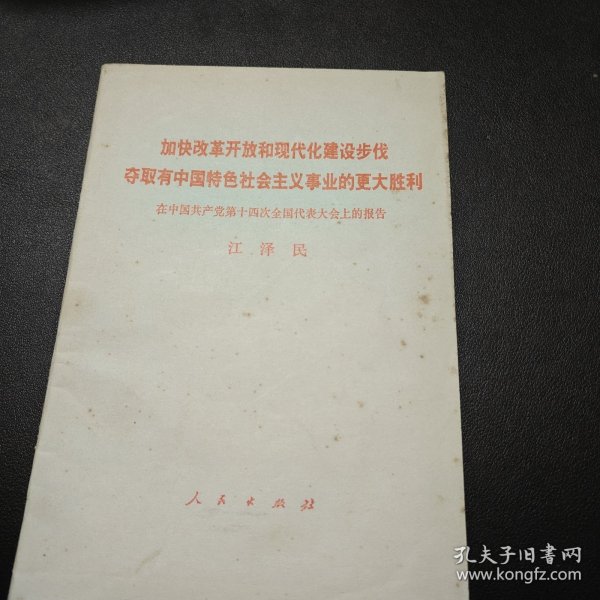 加快改革开放和现代化建设步伐
夺取有中国特色社会主义事业的更大胜利
在中国共产党第十四次全国代表大会上的报告
江泽民
人民出版社
孔夫子旧书网
www.kongfz.com